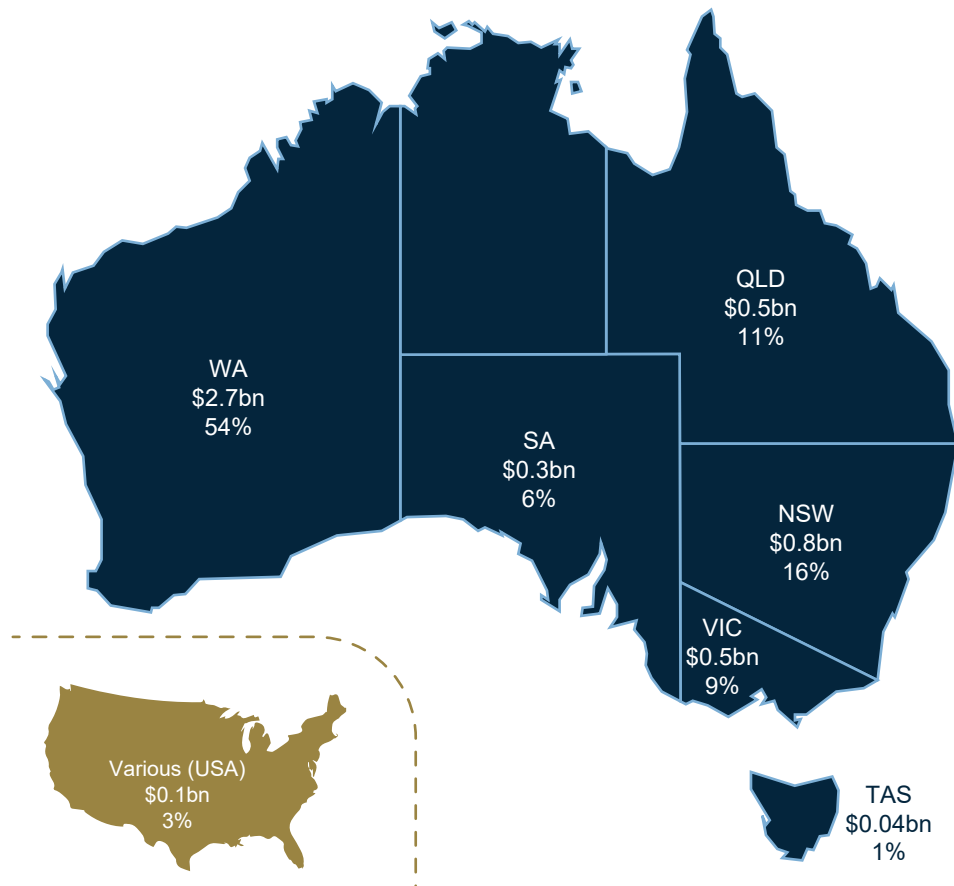 QLD
$0.5bn
11%
WA
$2.7bn
54%
SA
$0.3bn
6%
NSW
$0.8bn
16%
VIC
$0.5bn
9%
Various (USA)
$0.1bn
3%
TAS
$0.04bn
1%